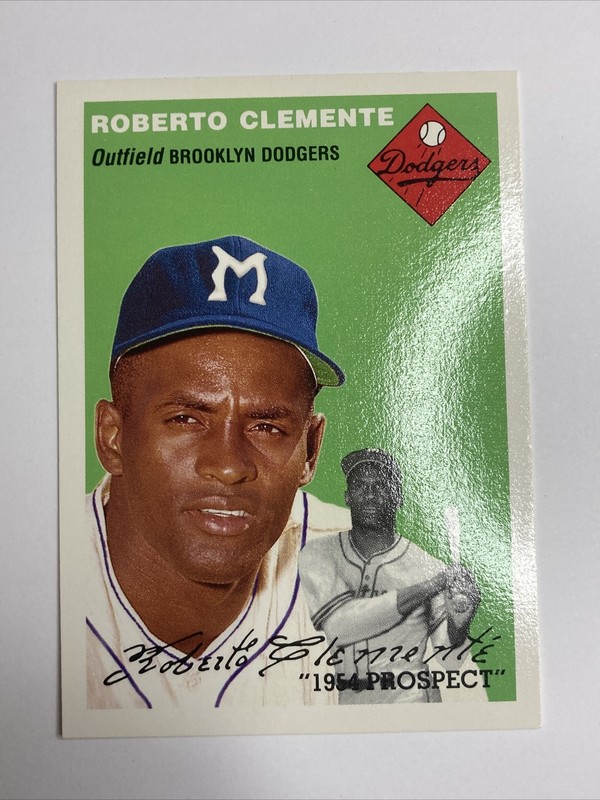 ROBERTO CLEMENTE
Outfield BROOKLYN DODGERS
Dodgers
M
Roberto Clemente
"1954 PROSPECT"